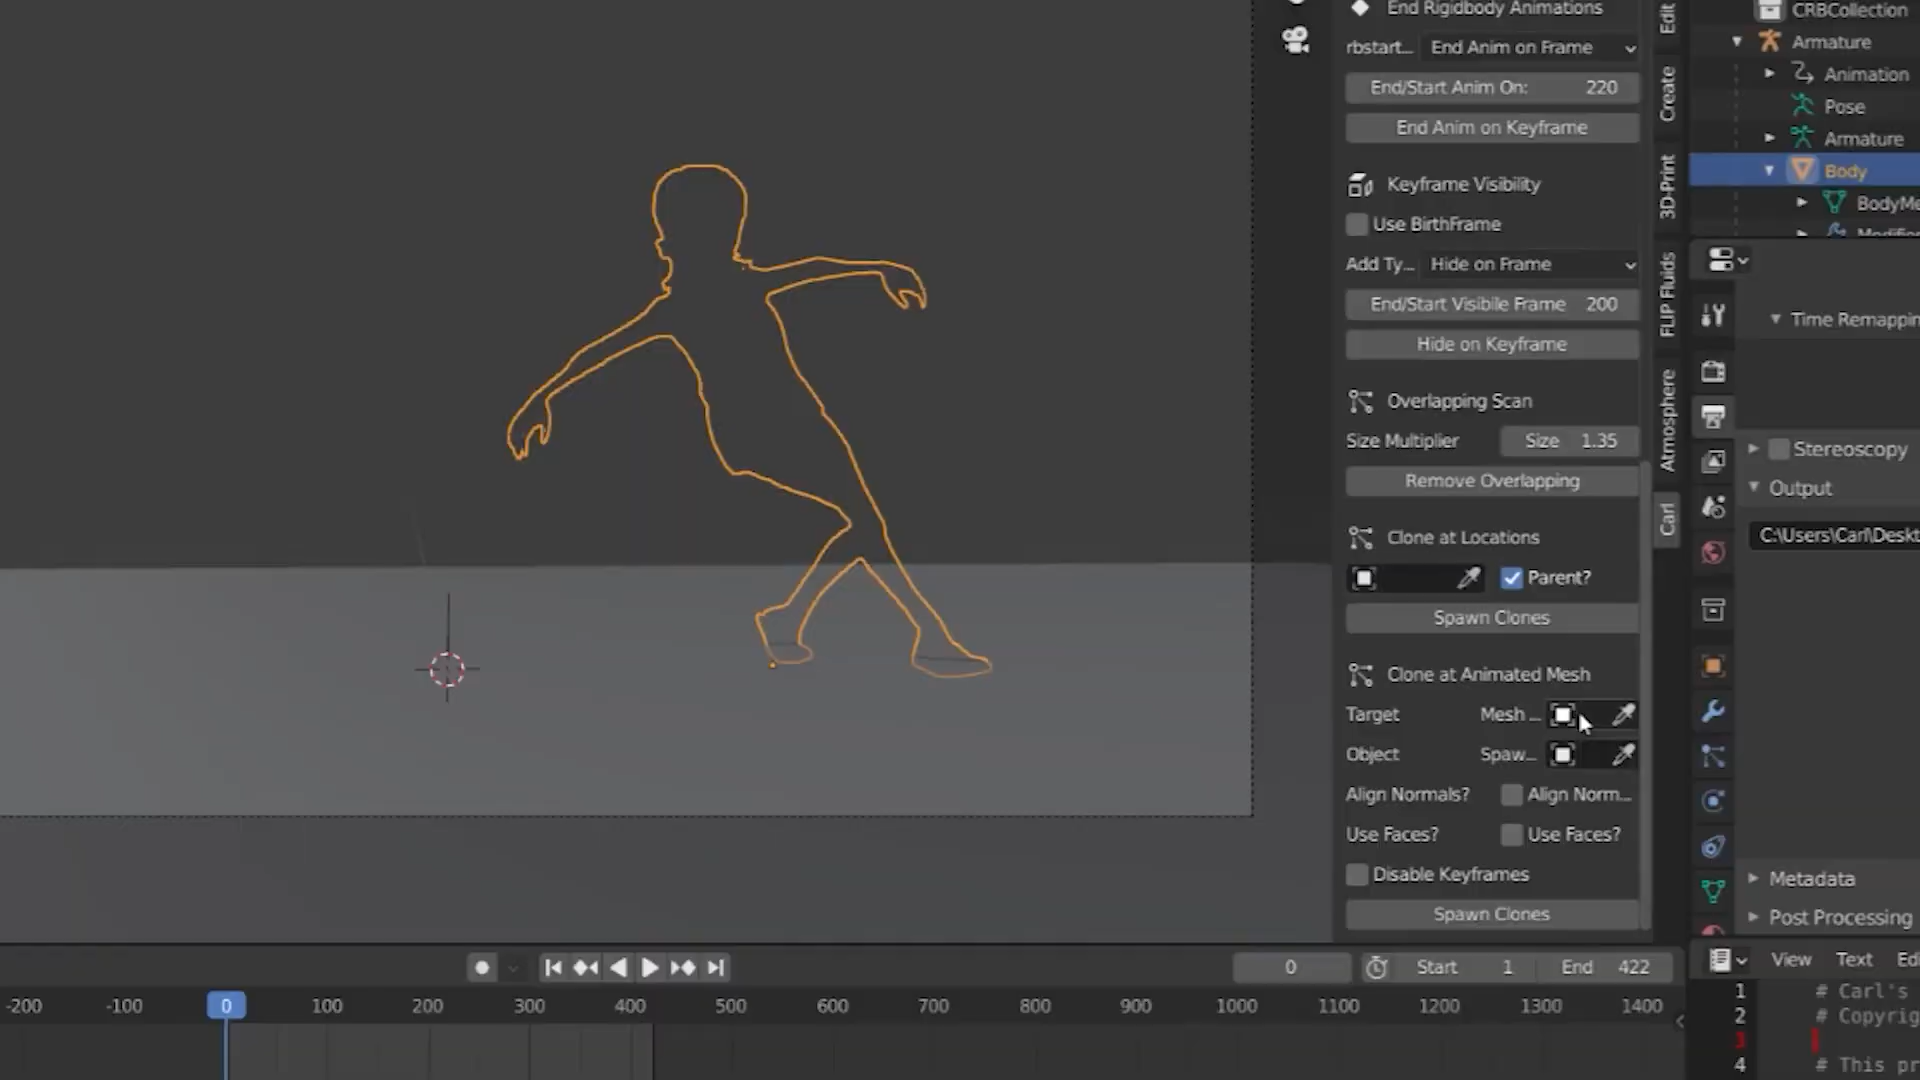 End Rigidbody Animations
rbstart... End Anim on Frame
End/Start Anim On: 220
End Anim on Keyframe
Keyframe Visibility
Use BirthFrame
Add Ty... Hide on Frame
End/Start Visibile Frame 200
Hide on Keyframe
Overlapping Scan
Size Multiplier Size 1.35
Remove Overlapping
Clone at Locations
Parent?
Spawn Clones
Clone at Animated Mesh
Target Mesh ...
Object Spaw...
Align Normals? Align Norm...
Use Faces? Use Faces?
Disable Keyframes
Spawn Clones
Edit
Create
3D-Print
FLIP Fluids
Atmosphere
Carl
CRBCollection
Armature
Animation
Pose
Armature
Body
BodyMe
Modifie
Time Remappin
Stereoscopy
Output
C:\Users\Carl\Deskt
Metadata
Post Processing
0 Start 1 End 422
-200 -100 0 100 200 300 400 500 600 700 800 900 1000 1100 1200 1300 1400
View Text Edi
1 # Carl's
2 # Copyrig
3
4 # This pr